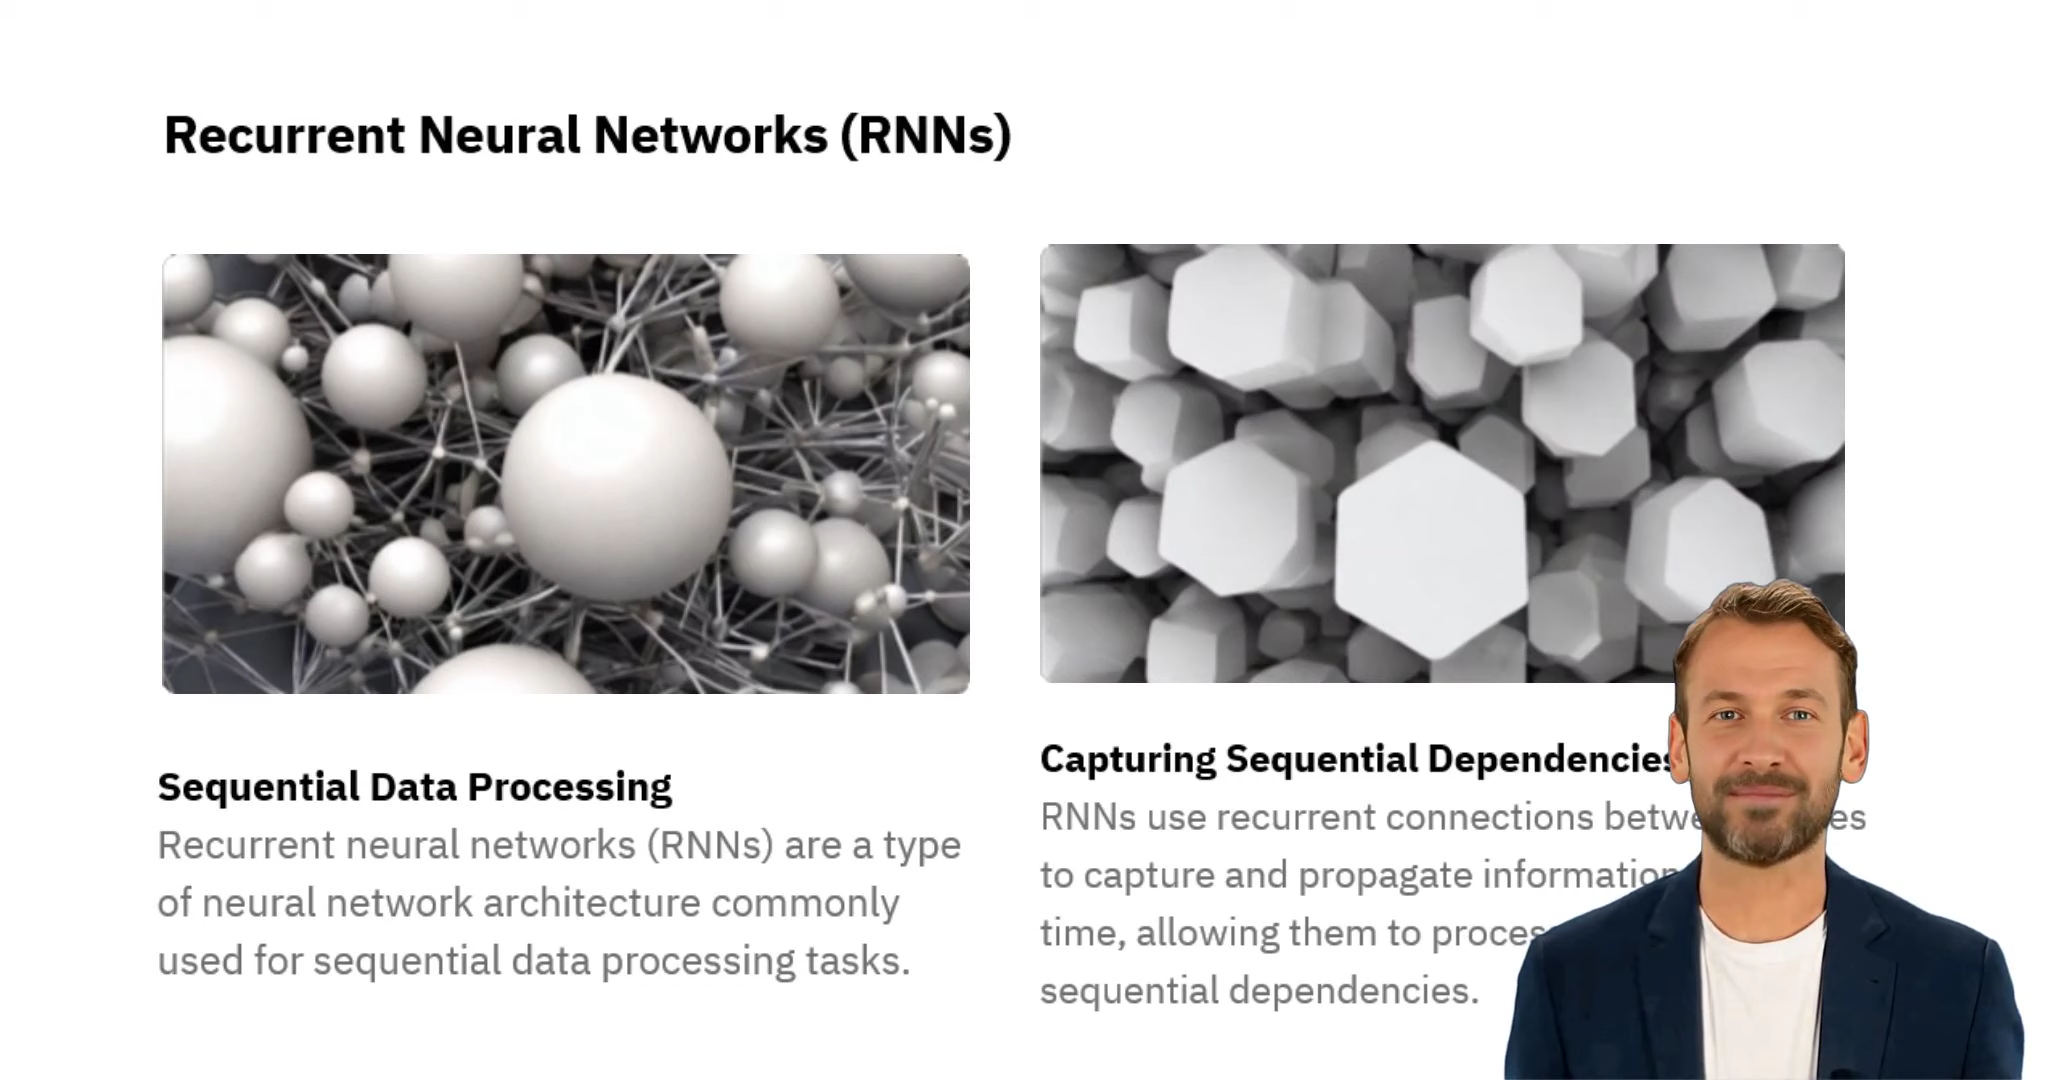 Recurrent Neural Networks (RNNs)
Sequential Data Processing
Recurrent neural networks (RNNs) are a type
of neural network architecture commonly
used for sequential data processing tasks.
Capturing Sequential Dependencies
RNNs use recurrent connections
to capture and propagate information
time, allowing them to
sequential dependencies.